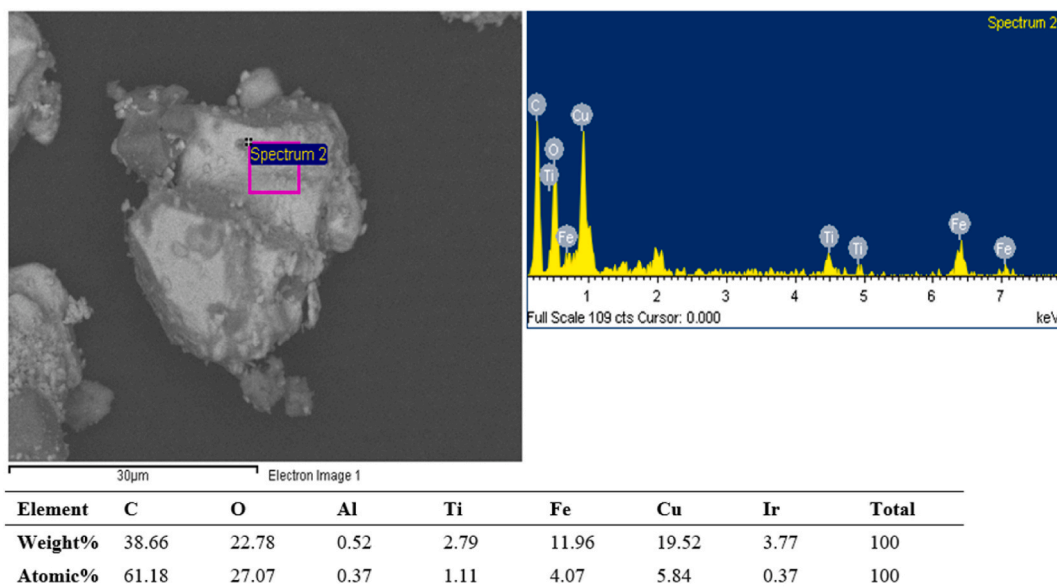 Spectrum 2
Spectrum 2
C
O
Ti
Fe
Cu
Ti
Ti
Fe
Fe
1 2 3 4 5 6 7
Full Scale 109 cts Cursor: 0.000 keV
30µm Electron Image 1
Element C O Al Ti Fe Cu Ir Total
Weight% 38.66 22.78 0.52 2.79 11.96 19.52 3.77 100
Atomic% 61.18 27.07 0.37 1.11 4.07 5.84 0.37 100